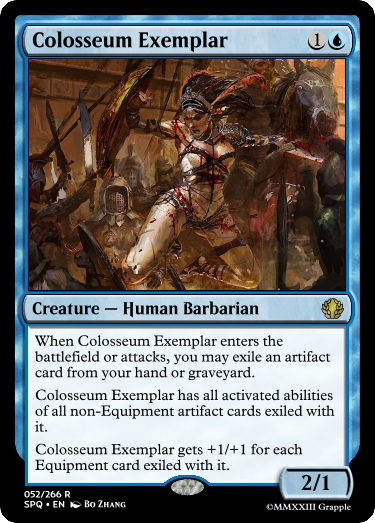 Colosseum Exemplar 1
Creature — Human Barbarian
When Colosseum Exemplar enters the
battlefield or attacks, you may exile an artifact
card from your hand or graveyard.
Colosseum Exemplar has all activated abilities
of all non-Equipment artifact cards exiled with
it.
Colosseum Exemplar gets +1/+1 for each
Equipment card exiled with it.
2/1
052/266 R
SPQ • EN Bo Zhang
©MMXXIII Grapple